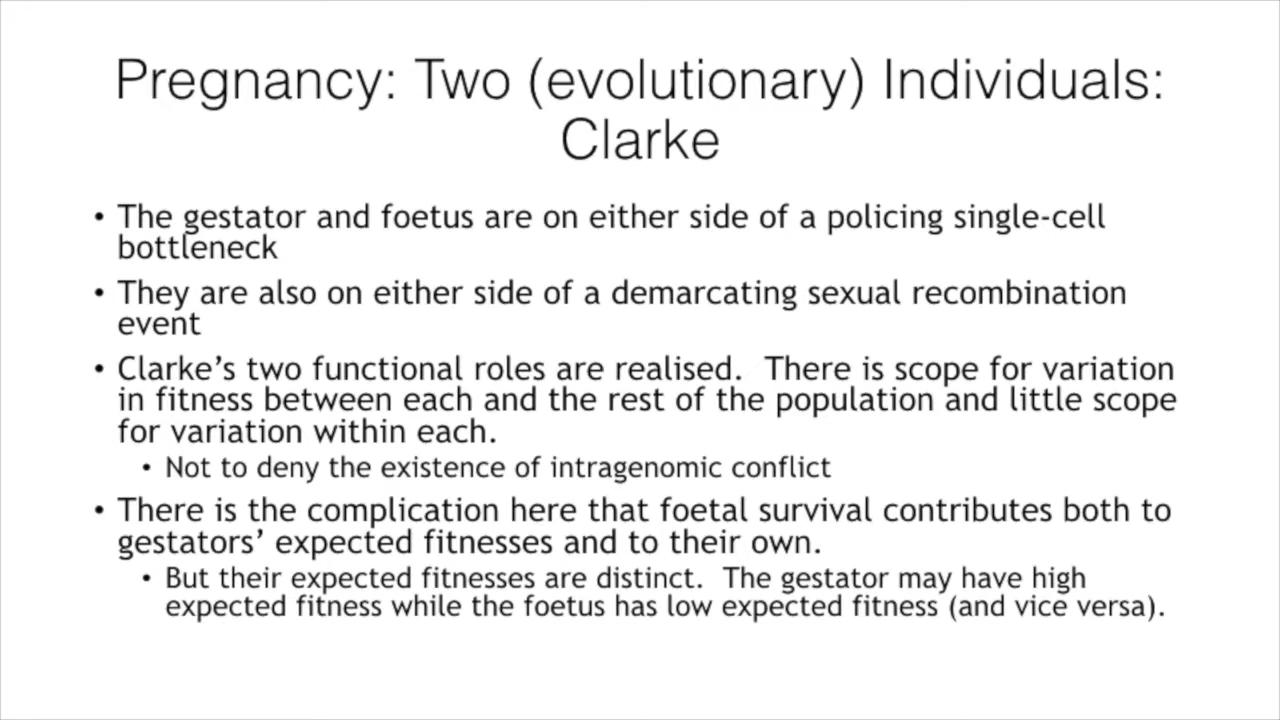 Pregnancy: Two (evolutionary) Individuals:
Clarke
• The gestator and foetus are on either side of a policing single-cell
bottleneck
• They are also on either side of a demarcating sexual recombination
event
• Clarke’s two functional roles are realised.  There is scope for variation
in fitness between each and the rest of the population and little scope
for variation within each.
• Not to deny the existence of intragenomic conflict
• There is the complication here that foetal survival contributes both to
gestators’ expected fitnesses and to their own.
• But their expected fitnesses are distinct.  The gestator may have high
expected fitness while the foetus has low expected fitness (and vice versa).